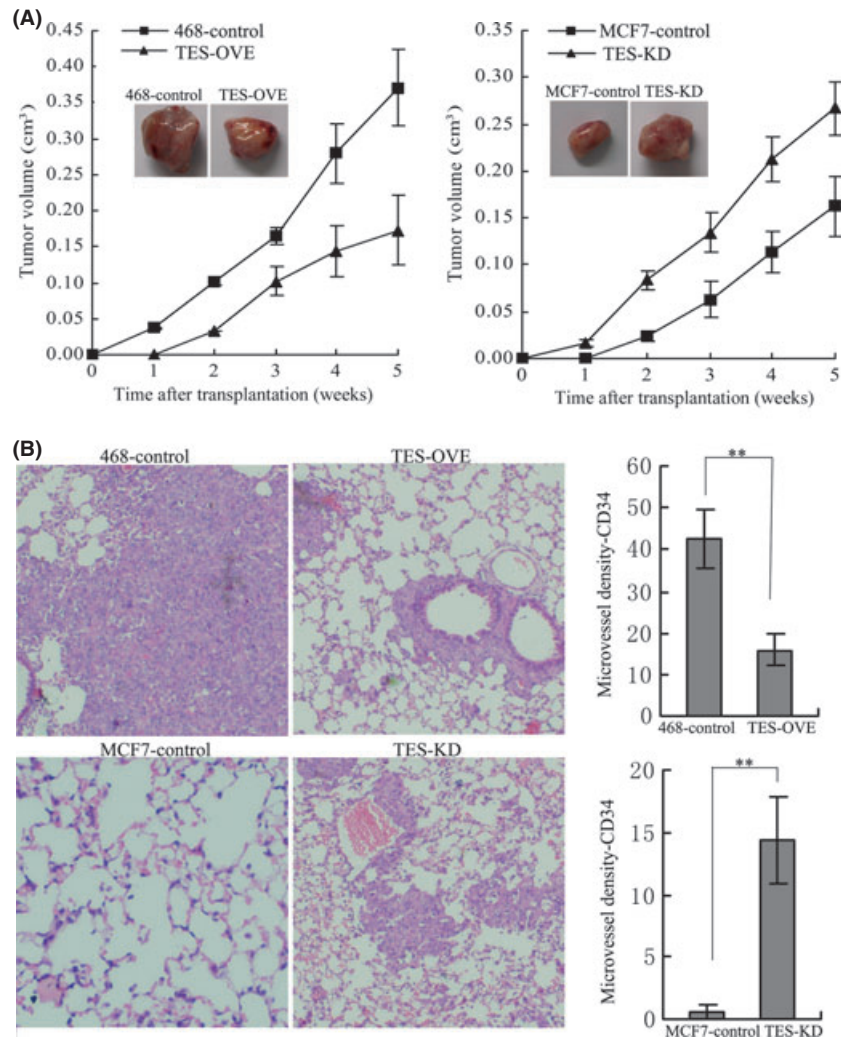 (A)
468-control
TES-OVE
468-control TES-OVE
Tumor volume (cm³)
0.45
0.40
0.35
0.30
0.25
0.20
0.15
0.10
0.05
0.00
0 1 2 3 4 5
Time after transplantation (weeks)
MCF7-control
TES-KD
MCF7-control TES-KD
Tumor volume (cm³)
0.35
0.30
0.25
0.20
0.15
0.10
0.05
0.00
0 1 2 3 4 5
Time after transplantation (weeks)
(B)
468-control TES-OVE
MCF7-control TES-KD
Microvessel density-CD34
60
50
40
30
20
10
0
**
468-control TES-OVE
Microvessel density-CD34
20
15
10
5
0
**
MCF7-control TES-KD